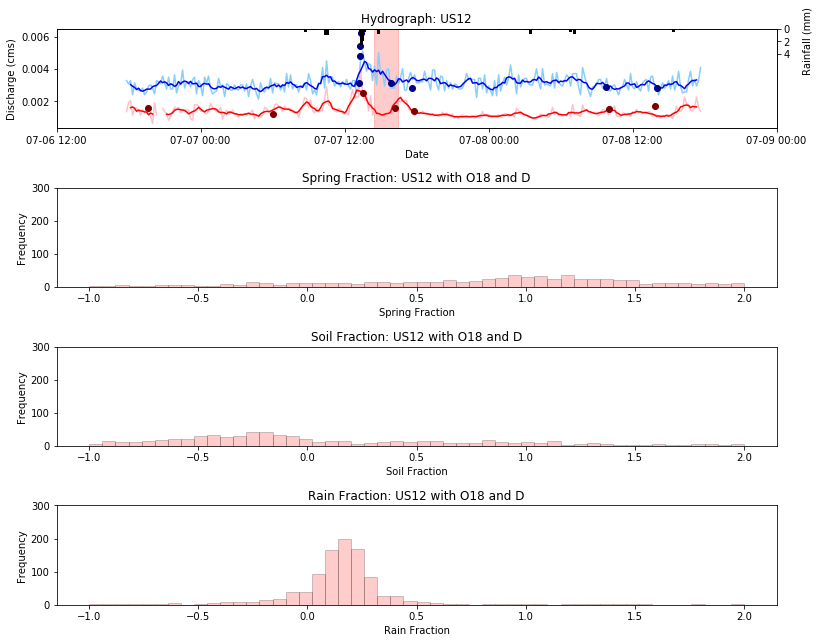 Hydrograph: US12
Discharge (cms)
0.006
0.004
0.002
0
2
4
Rainfall (mm)
07-06 12:00 07-07 00:00 07-07 12:00 07-08 00:00 07-08 12:00 07-09 00:00
Date
Spring Fraction: US12 with O18 and D
Frequency
300
200
100
0
−1.0 −0.5 0.0 0.5 1.0 1.5 2.0
Spring Fraction
Soil Fraction: US12 with O18 and D
Frequency
300
200
100
0
−1.0 −0.5 0.0 0.5 1.0 1.5 2.0
Soil Fraction
Rain Fraction: US12 with O18 and D
Frequency
300
200
100
0
−1.0 −0.5 0.0 0.5 1.0 1.5 2.0
Rain Fraction